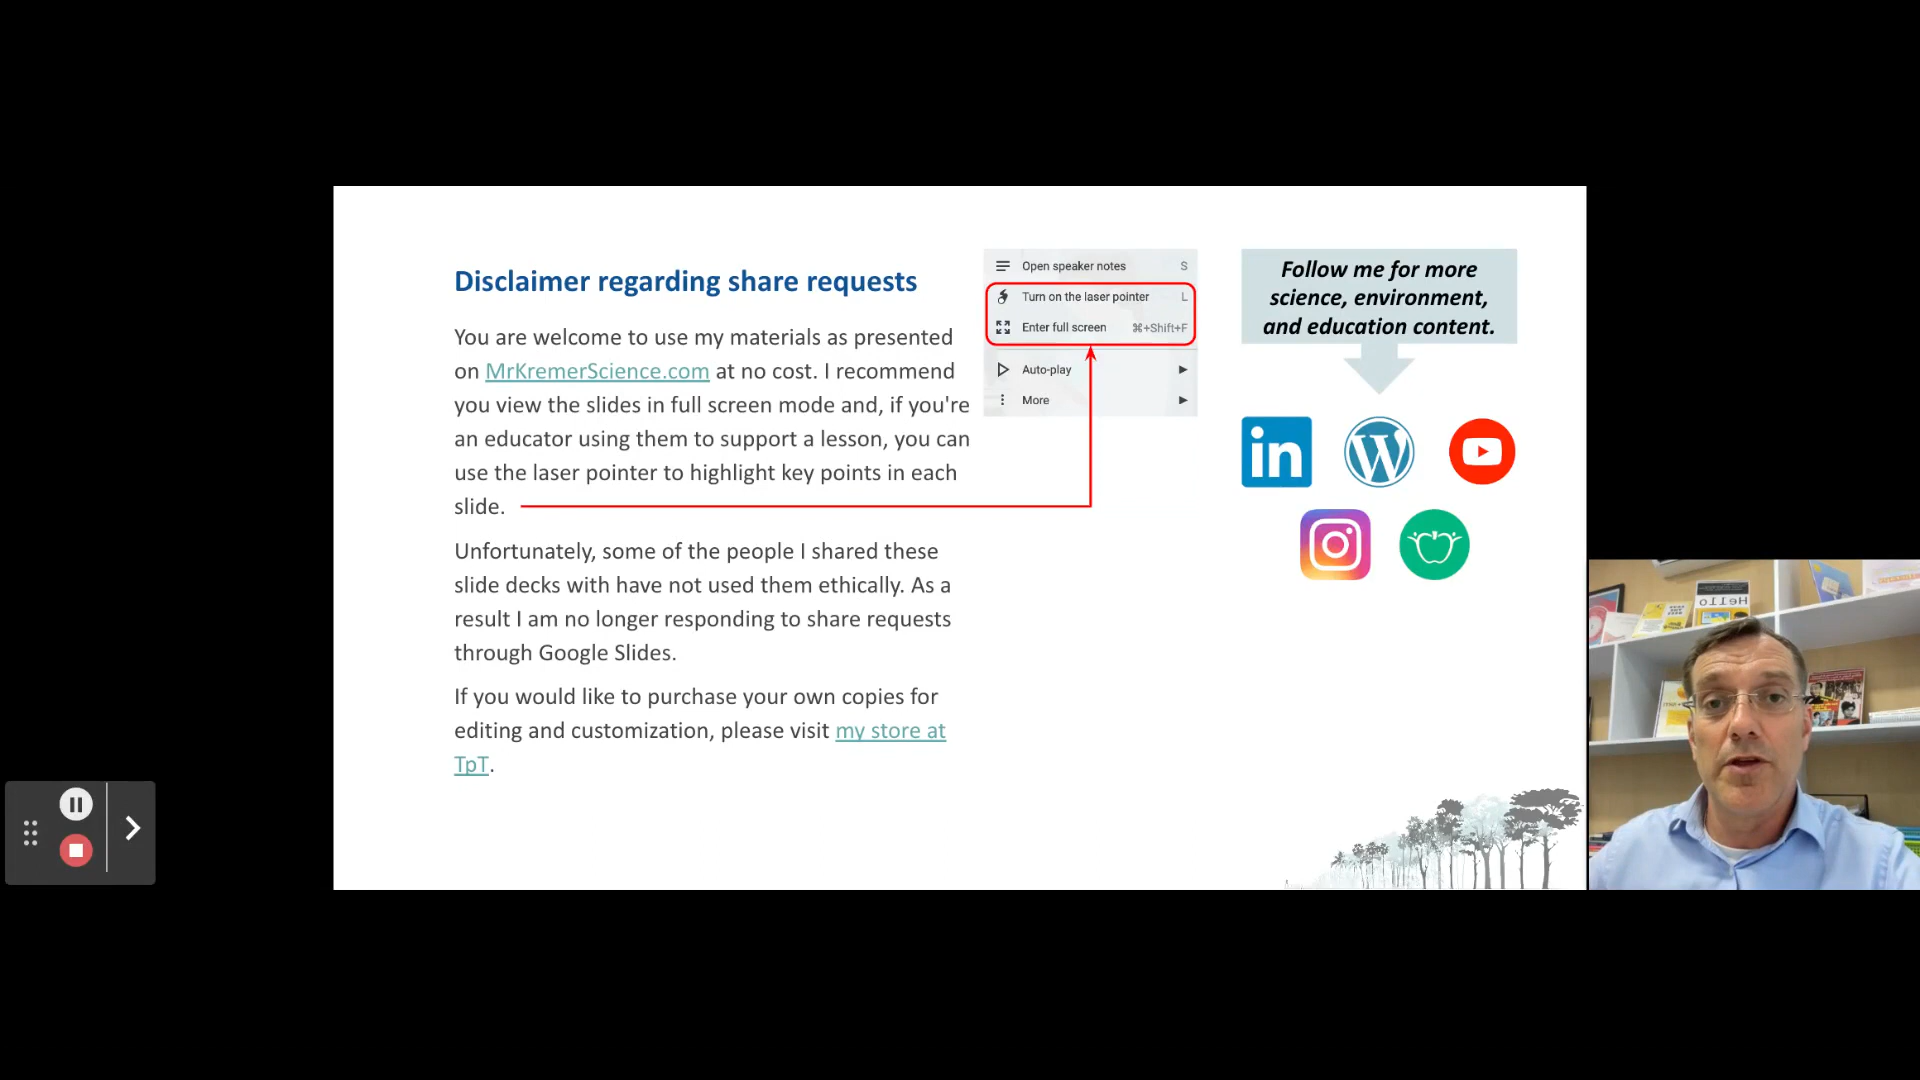 Disclaimer regarding share requests
You are welcome to use my materials as presented
on MrKremerScience.com at no cost. I recommend
you view the slides in full screen mode and, if you're
an educator using them to support a lesson, you can
use the laser pointer to highlight key points in each
slide.
Unfortunately, some of the people I shared these
slide decks with have not used them ethically. As a
result I am no longer responding to share requests
through Google Slides.
If you would like to purchase your own copies for
editing and customization, please visit my store at
TpT.
Open speaker notes S
Turn on the laser pointer L
Enter full screen ⌘+Shift+F
Auto-play
More
Follow me for more
science, environment,
and education content.
in
Hello